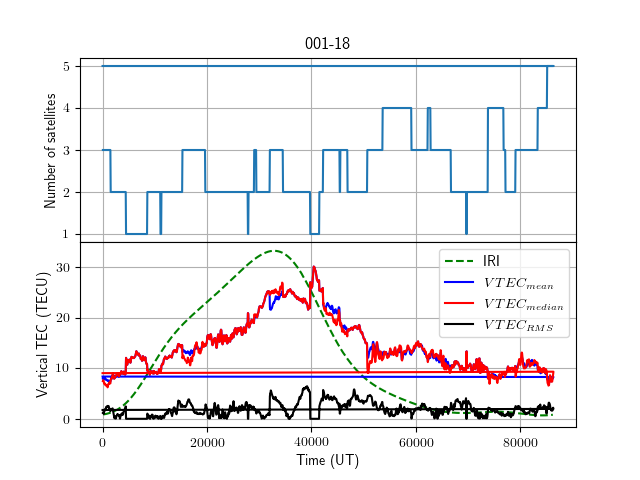 001-18
Number of satellites
5
4
3
2
1
Vertical TEC (TECU)
30
20
10
0
IRI
VTEC_mean
VTEC_median
VTEC_RMS
0 20000 40000 60000 80000
Time (UT)